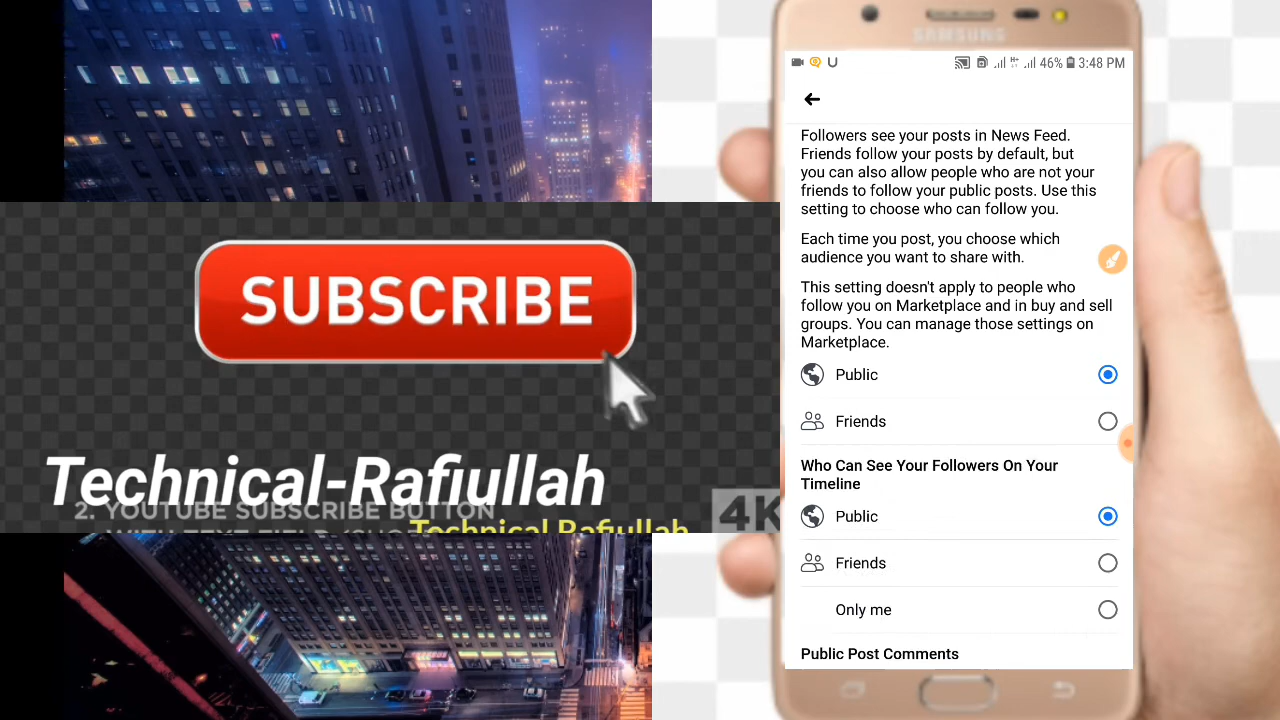 SUBSCRIBE
Technical-Rafiullah
2. YOUTUBE SUBSCRIBE BUTTON
Technical Rafiullah
4K
SAMSUNG
46% 3:48 PM
Followers see your posts in News Feed.
Friends follow your posts by default, but
you can also allow people who are not your
friends to follow your public posts. Use this
setting to choose who can follow you.
Each time you post, you choose which
audience you want to share with.
This setting doesn't apply to people who
follow you on Marketplace and in buy and sell
groups. You can manage those settings on
Marketplace.
Public
Friends
Who Can See Your Followers On Your
Timeline
Public
Friends
Only me
Public Post Comments